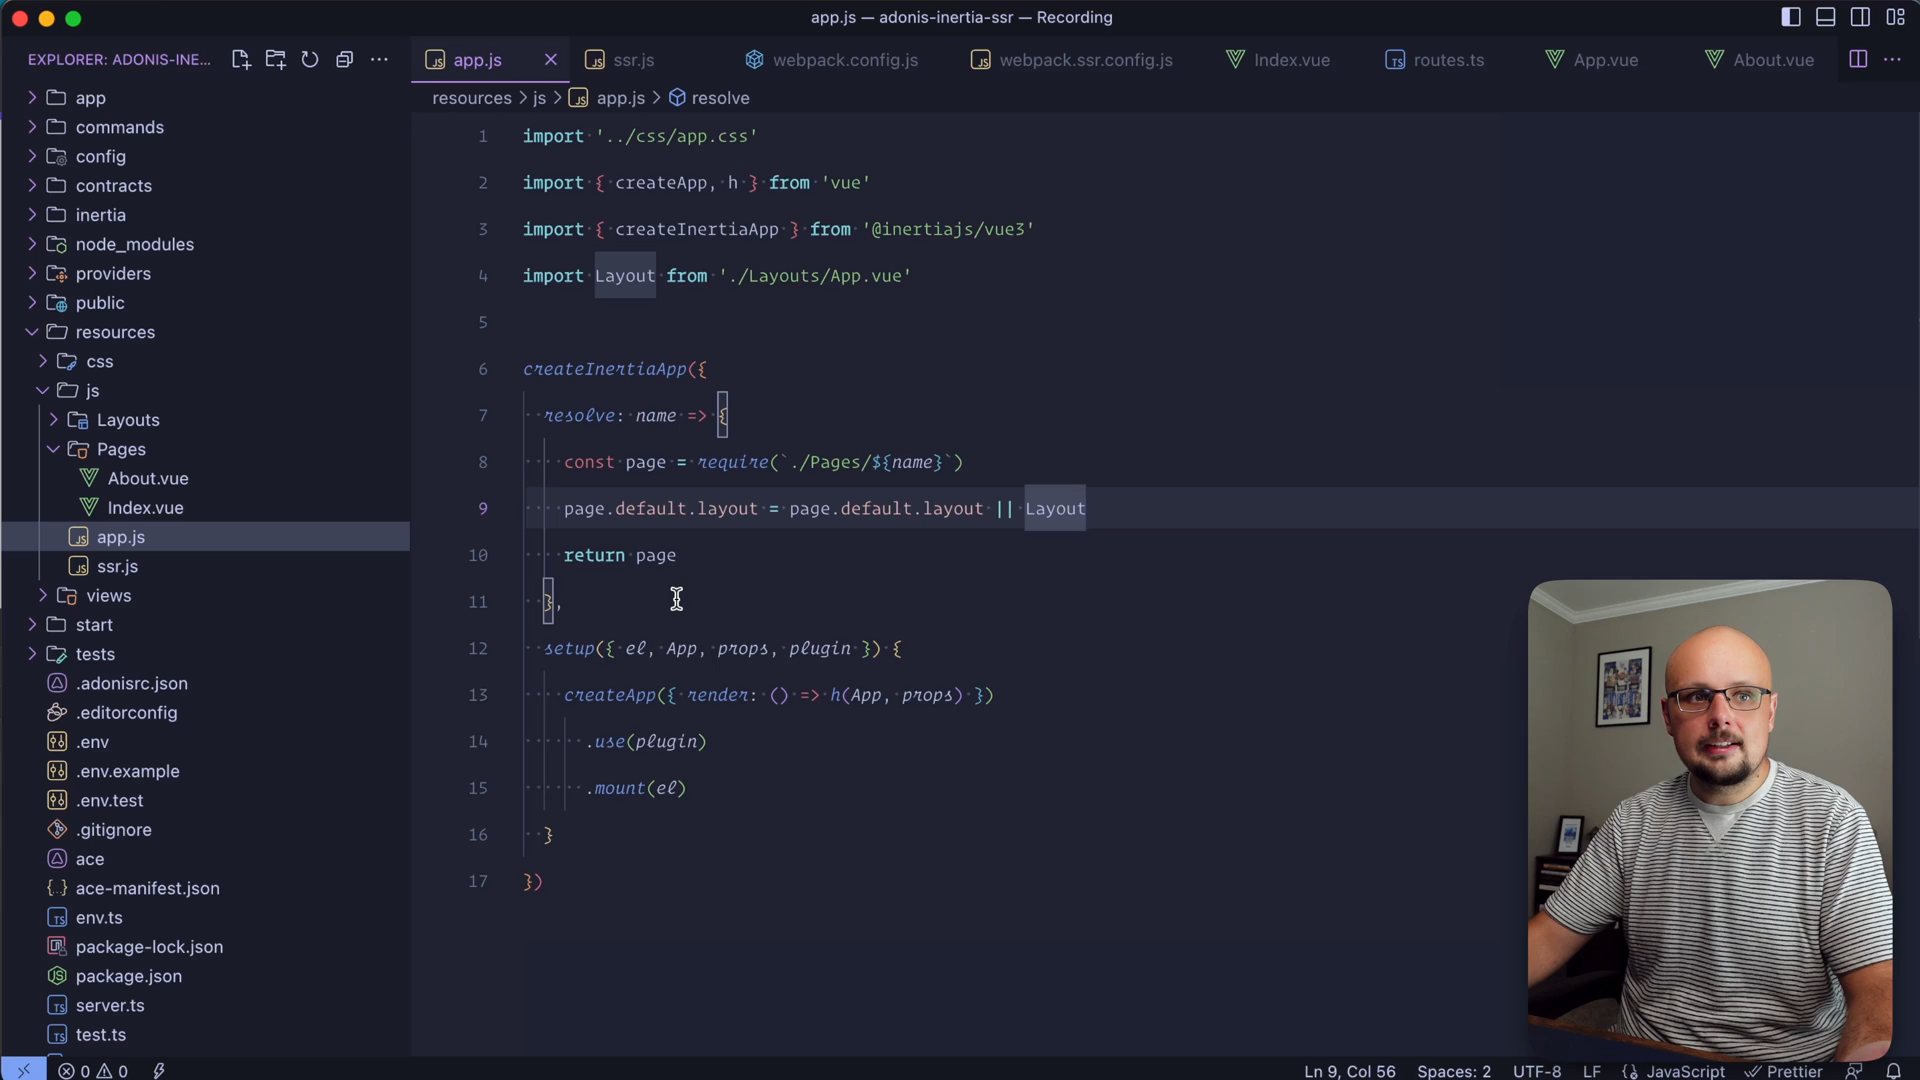 app.js — adonis-inertia-ssr — Recording
EXPLORER: ADONIS-INE...
app.js
ssr.js
webpack.config.js
webpack.ssr.config.js
Index.vue
routes.ts
App.vue
About.vue
resources > js > app.js > resolve
app
commands
config
contracts
inertia
node_modules
providers
public
resources
css
js
Layouts
Pages
About.vue
Index.vue
app.js
ssr.js
views
start
tests
.adonisrc.json
.editorconfig
.env
.env.example
.env.test
.gitignore
ace
ace-manifest.json
env.ts
package-lock.json
package.json
server.ts
test.ts
1 import '../css/app.css'
2 import { createApp, h } from 'vue'
3 import { createInertiaApp } from '@inertiajs/vue3'
4 import Layout from './Layouts/App.vue'
5
6 createInertiaApp({
7 resolve: name => {
8 const page = require(`./Pages/${name}`)
9 page.default.layout = page.default.layout || Layout
10 return page
11 },
12 setup({ el, App, props, plugin }) {
13 createApp({ render: () => h(App, props) })
14 .use(plugin)
15 .mount(el)
16 }
17 })
0 0
Ln 9, Col 56 Spaces: 2 UTF-8 LF JavaScript Prettier